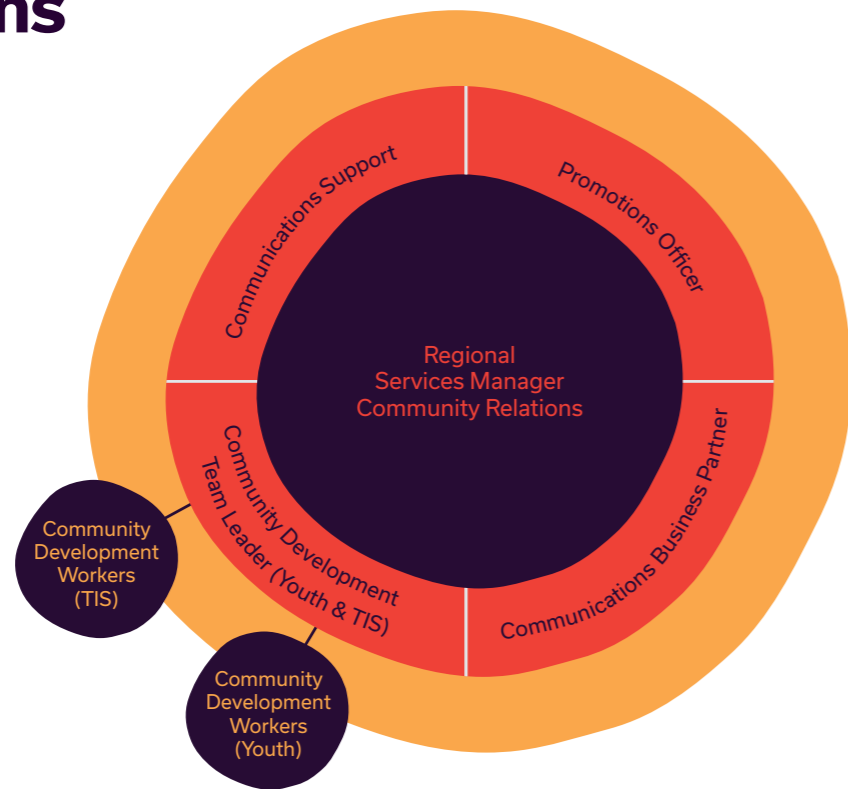 ns
Communications Support
Promotions Officer
Regional
Services Manager
Community Relations
Community Development
Team Leader (Youth & TIS)
Communications Business Partner
Community
Development
Workers
(TIS)
Community
Development
Workers
(Youth)